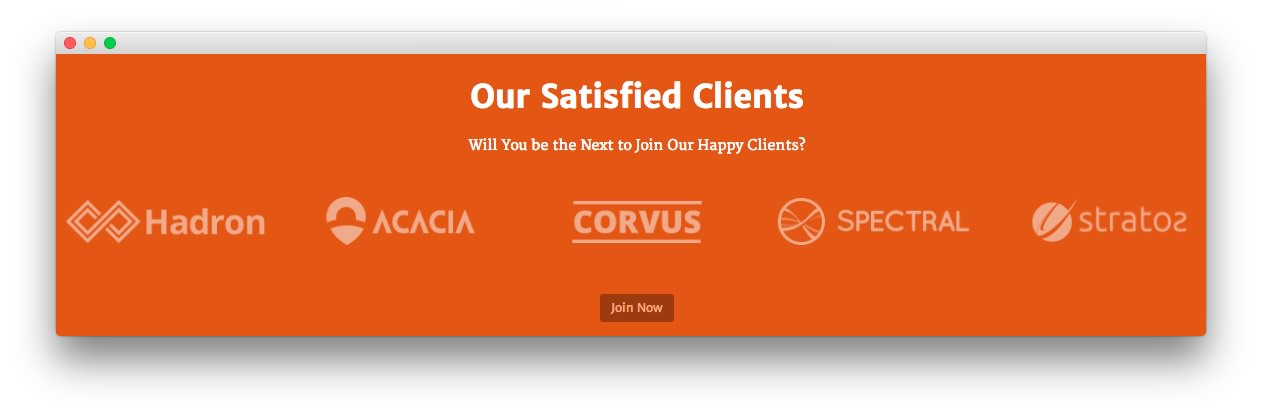 Our Satisfied Clients
Will You be the Next to Join Our Happy Clients?
Hadron ACACIA CORVUS SPECTRAL stratos
Join Now